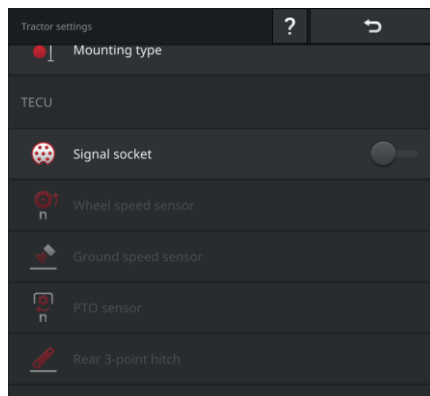 Tractor settings
?
Mounting type
TECU
Signal socket
n
Wheel speed sensor
Ground speed sensor
n
PTO sensor
Rear 3-point hitch